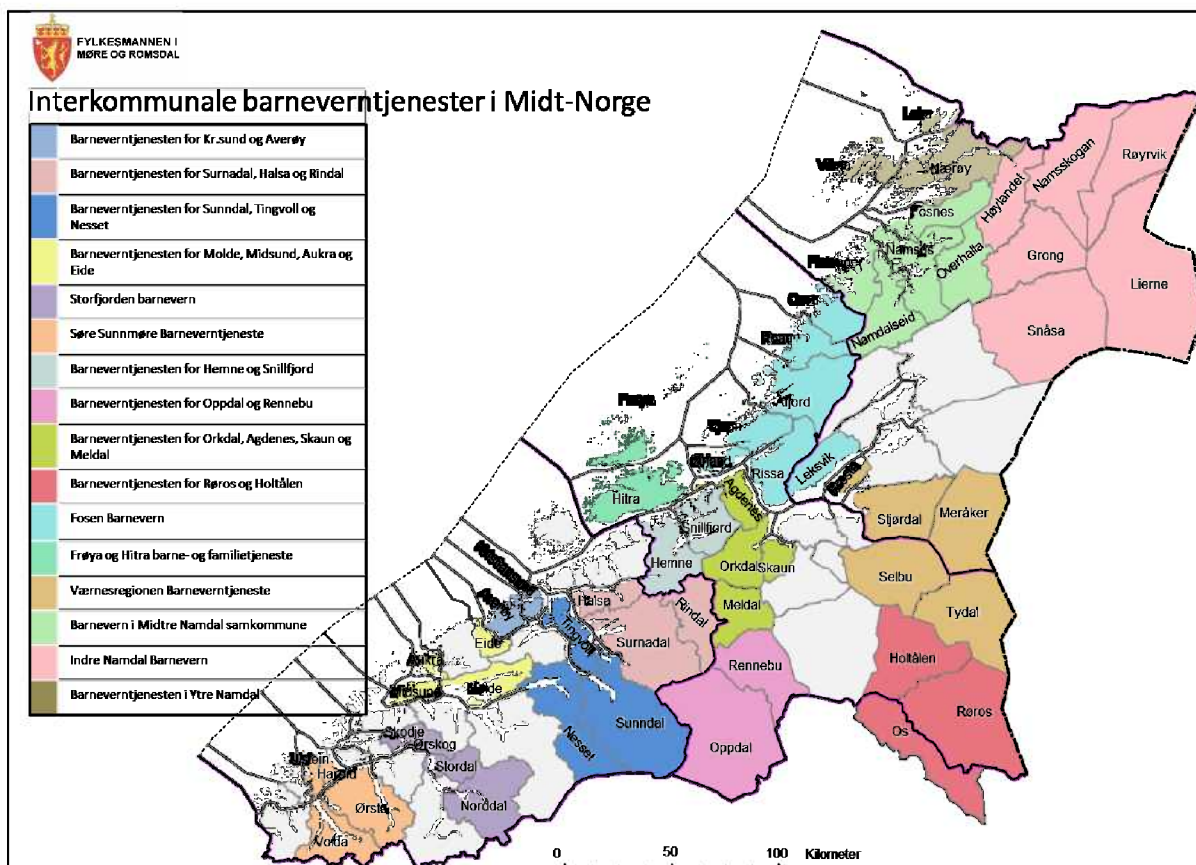 FYLKESMANNEN I
MØRE OG ROMSDAL
Interkommunale barneverntjenester i Midt-Norge
Barneverntjenesten for Kr.sund og Averøy
Barneverntjenesten for Surnadal, Halsa og Rindal
Barneverntjenesten for Sunndal, Tingvoll og
Nesset
Barneverntjenesten for Molde, Midsund, Aukra og
Eide
Storfjorden barnevern
Søre Sunnmøre Barneverntjeneste
Barneverntjenesten for Hemne og Snillfjord
Barneverntjenesten for Oppdal og Rennebu
Barneverntjenesten for Orkdal, Agdenes, Skaun og
Meldal
Barneverntjenesten for Røros og Holtålen
Fosen Barnevern
Frøya og Hitra barne- og familietjeneste
Værnesregionen Barneverntjeneste
Barnevern i Midtre Namdal samkommune
Indre Namdal Barnevern
Barneverntjenesten i Ytre Namdal
Nærøy
Røyrvik
Namsskogan
Høylandet
Fosnes
Namsos
Overhalla
Grong
Lierne
Snåsa
Namdalseid
Åfjord
Rissa
Leksvik
Hitra
Agdenes
Snillfjord
Stjørdal
Meråker
Hemne
Orkdal
Skaun
Selbu
Tydal
Halsa
Rindal
Meldal
Surnadal
Tingvoll
Eide
Rennebu
Holtålen
Røros
Os
Oppdal
Sunndal
Nesset
Skodje
Ørskog
Stordal
Norddal
Hareid
Ørsta
Volda
0 50 100 Kilometer